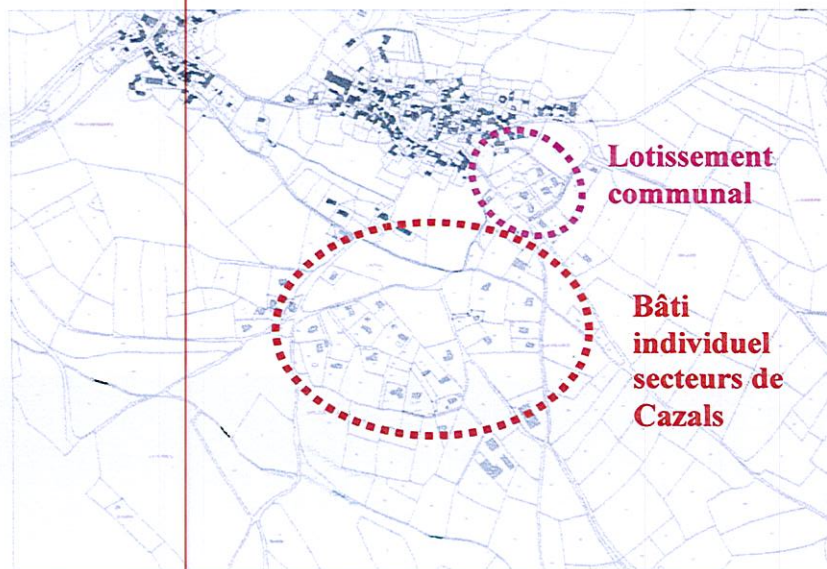 Lotissement
communal
Bâti
individuel
secteurs de
Cazals